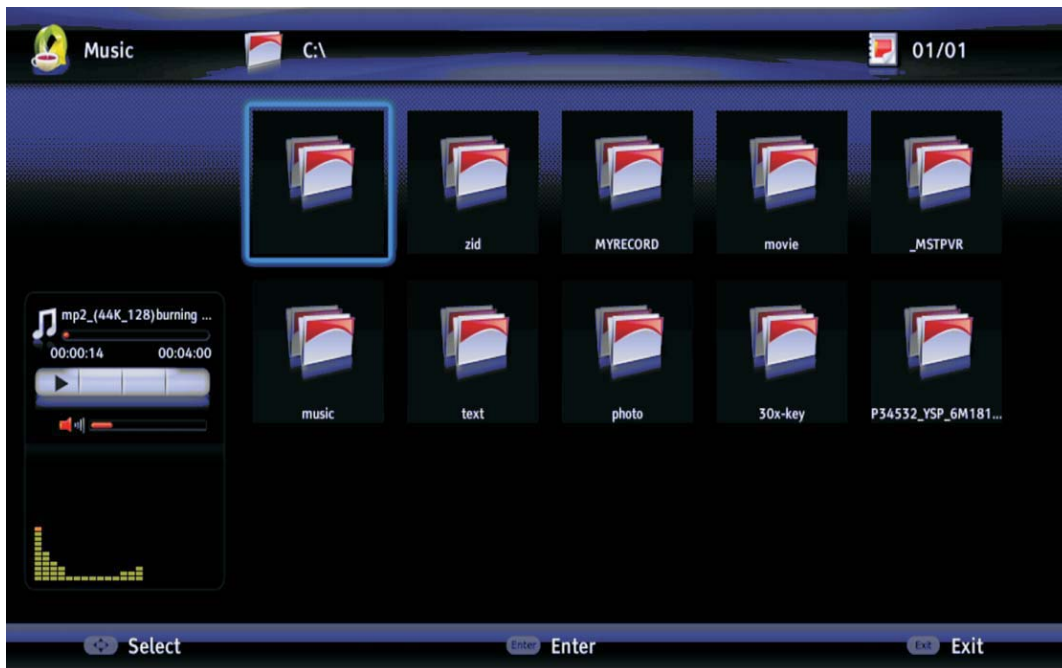 Music
C:\
01/01
zid
MYRECORD
movie
_MSTPVR
mp2_(44K_128)burning ...
00:00:14 00:04:00
music
text
photo
30x-key
P34532_YSP_6M181...
Select
Enter Enter
Exit Exit